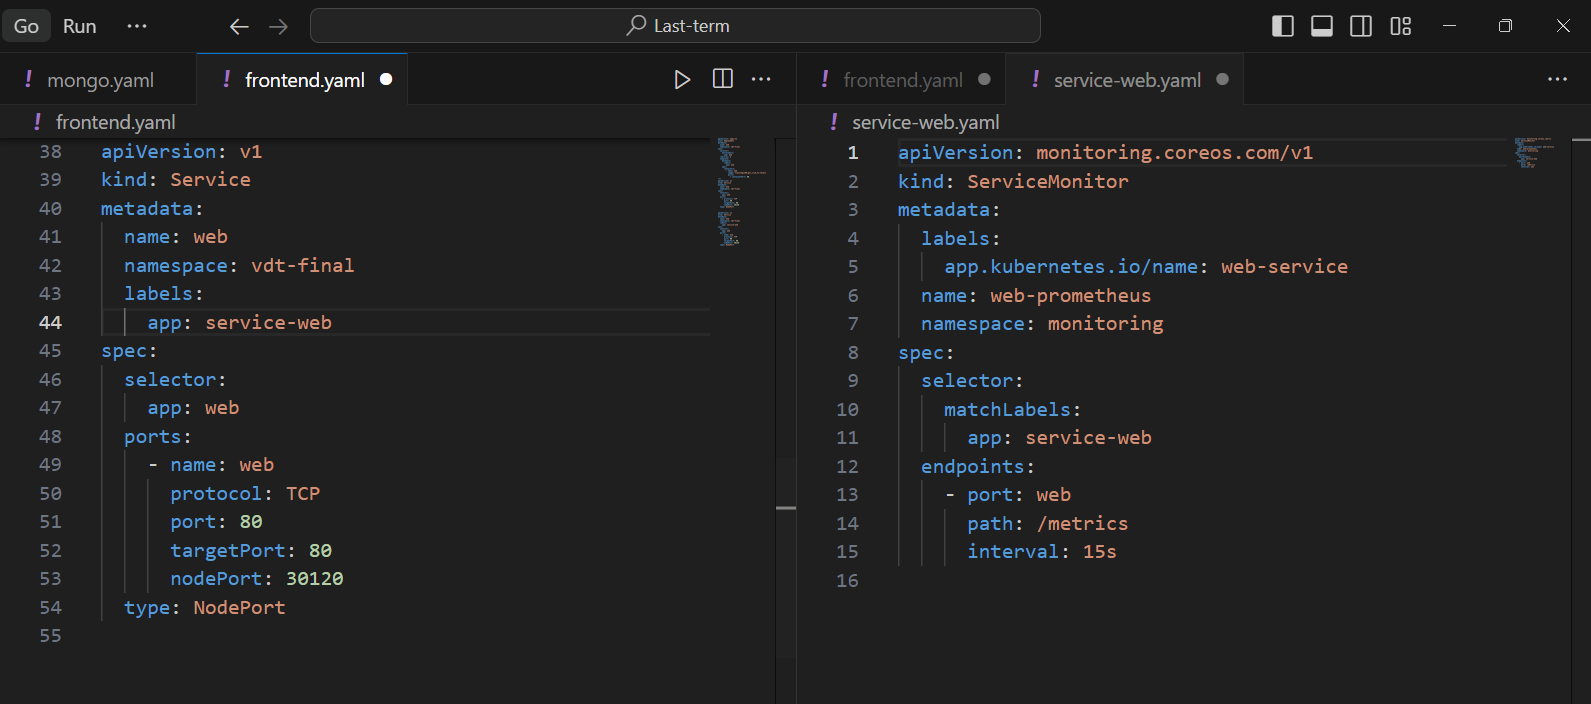 Go Run ··· Last-term
! mongo.yaml ! frontend.yaml
! frontend.yaml
38 apiVersion: v1
39 kind: Service
40 metadata:
41 name: web
42 namespace: vdt-final
43 labels:
44 app: service-web
45 spec:
46 selector:
47 app: web
48 ports:
49 - name: web
50 protocol: TCP
51 port: 80
52 targetPort: 80
53 nodePort: 30120
54 type: NodePort
55
! frontend.yaml ! service-web.yaml
! service-web.yaml
1 apiVersion: monitoring.coreos.com/v1
2 kind: ServiceMonitor
3 metadata:
4 labels:
5 app.kubernetes.io/name: web-service
6 name: web-prometheus
7 namespace: monitoring
8 spec:
9 selector:
10 matchLabels:
11 app: service-web
12 endpoints:
13 - port: web
14 path: /metrics
15 interval: 15s
16